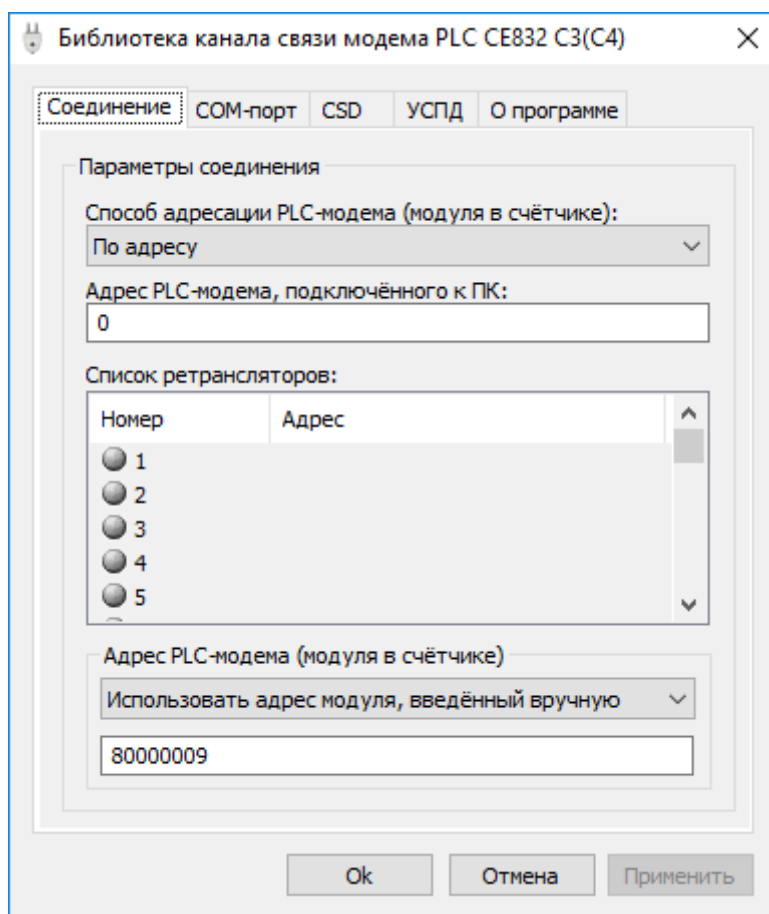 Библиотека канала связи модема PLC CE832 C3(C4)
Соединение COM-порт CSD УСПД О программе
Параметры соединения
Способ адресации PLC-модема (модуля в счётчике):
По адресу
Адрес PLC-модема, подключённого к ПК:
0
Список ретрансляторов:
Номер Адрес
1
2
3
4
5
Адрес PLC-модема (модуля в счётчике)
Использовать адрес модуля, введённый вручную
80000009
Ok Отмена Применить